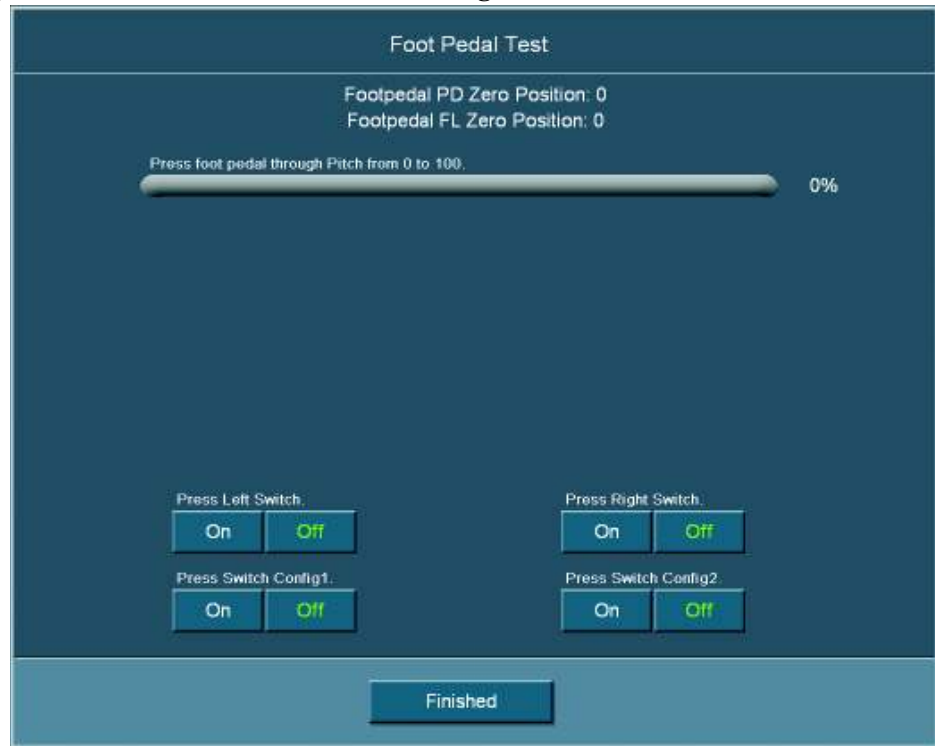 Foot Pedal Test
Footpedal PD Zero Position: 0
Footpedal FL Zero Position: 0
Press foot pedal through Pitch from 0 to 100.
0%
Press Left Switch.
On Off
Press Right Switch.
On Off
Press Switch Config1.
On Off
Press Switch Config2.
On Off
Finished